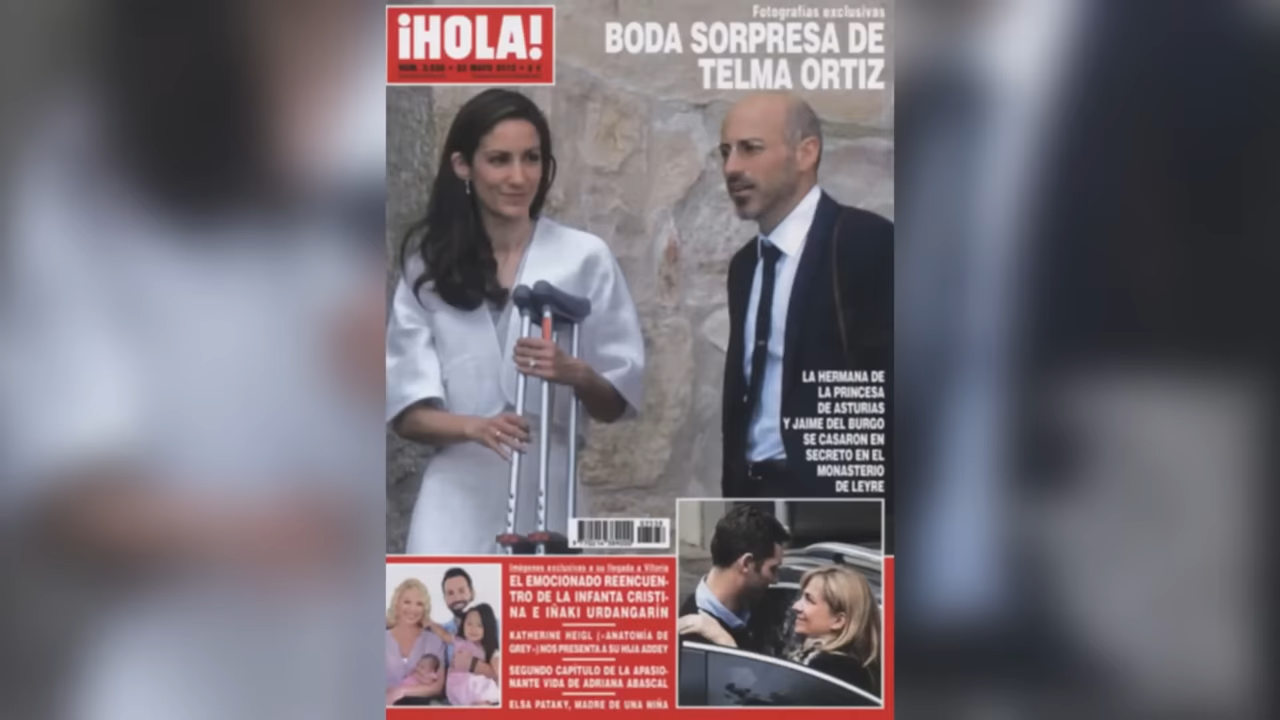 ¡HOLA!
Fotografías exclusivas
BODA SORPRESA DE
TELMA ORTIZ
LA HERMANA DE
LA PRINCESA
DE ASTURIAS
Y JAIME DEL BURGO
SE CASARON EN
SECRETO EN EL
MONASTERIO
DE LEYRE
Imágenes exclusivas a su llegada a Vitoria
EL EMOCIONADO REENCUEN-
TRO DE LA INFANTA CRISTI-
NA E IÑAKI URDANGARÍN
KATHERINE HEIGL («ANATOMÍA DE
GREY») NOS PRESENTA A SU HIJA ADDEY
SEGUNDO CAPÍTULO DE LA APASIO-
NANTE VIDA DE ADRIANA ABASCAL
ELSA PATAKY, MADRE DE UNA NIÑA